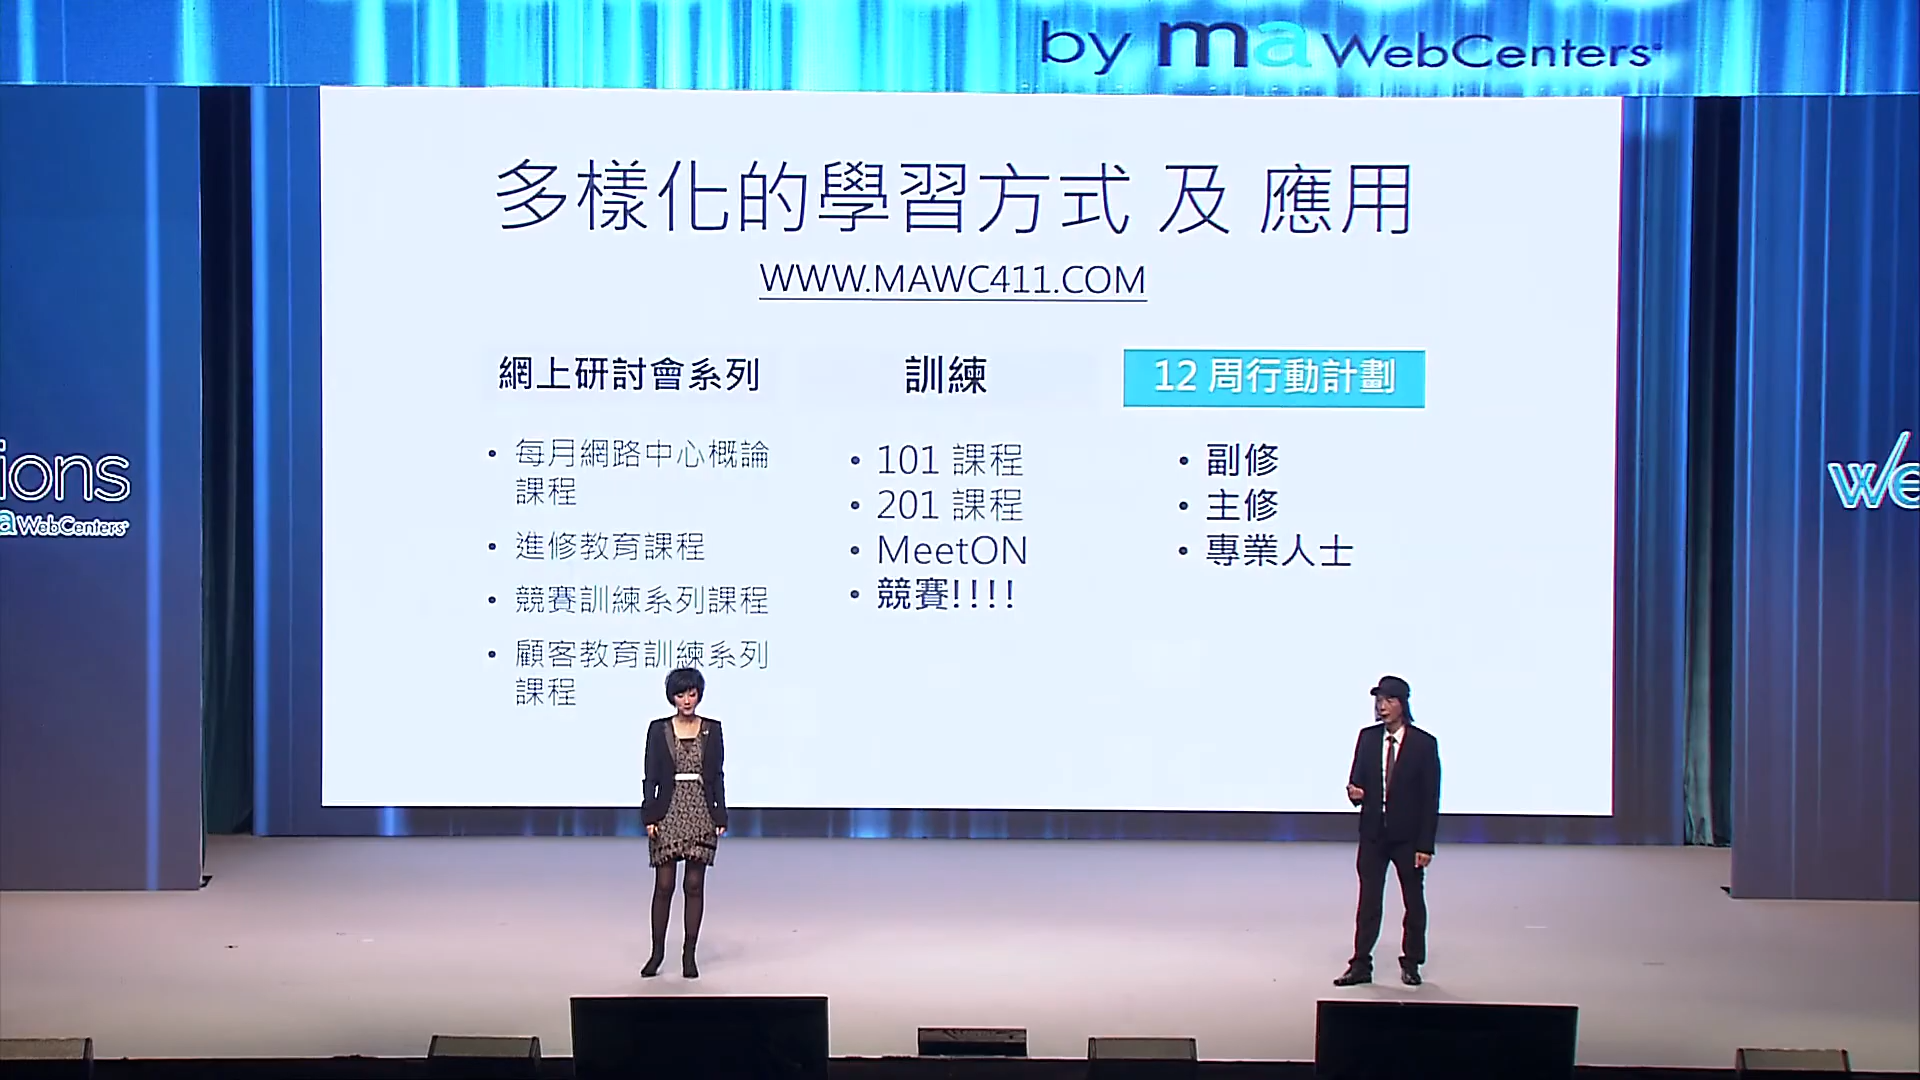 by ma WebCenters
多樣化的學習方式 及 應用
WWW.MAWC411.COM
網上研討會系列
• 每月網路中心概論
課程
• 進修教育課程
• 競賽訓練系列課程
• 顧客教育訓練系列
課程
訓練
• 101 課程
• 201 課程
• MeetON
• 競賽!!!!
12 周行動計劃
• 副修
• 主修
• 專業人士
ions
a WebCenters
we